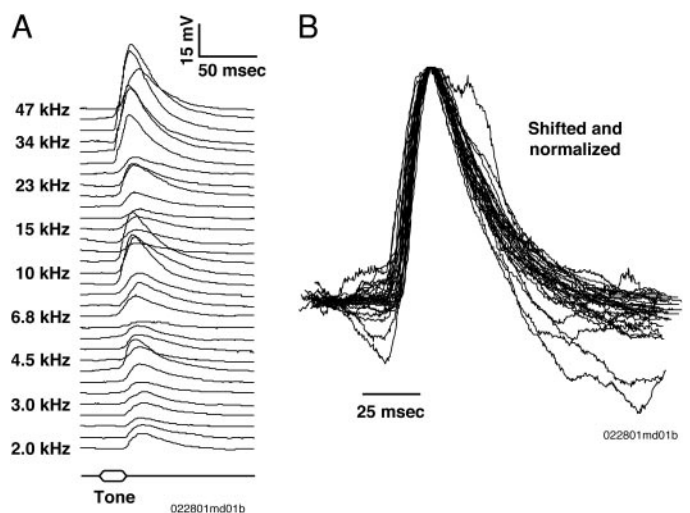 A
15 mV
50 msec
47 kHz
34 kHz
23 kHz
15 kHz
10 kHz
6.8 kHz
4.5 kHz
3.0 kHz
2.0 kHz
Tone
022801md01b
B
Shifted and
normalized
25 msec
022801md01b